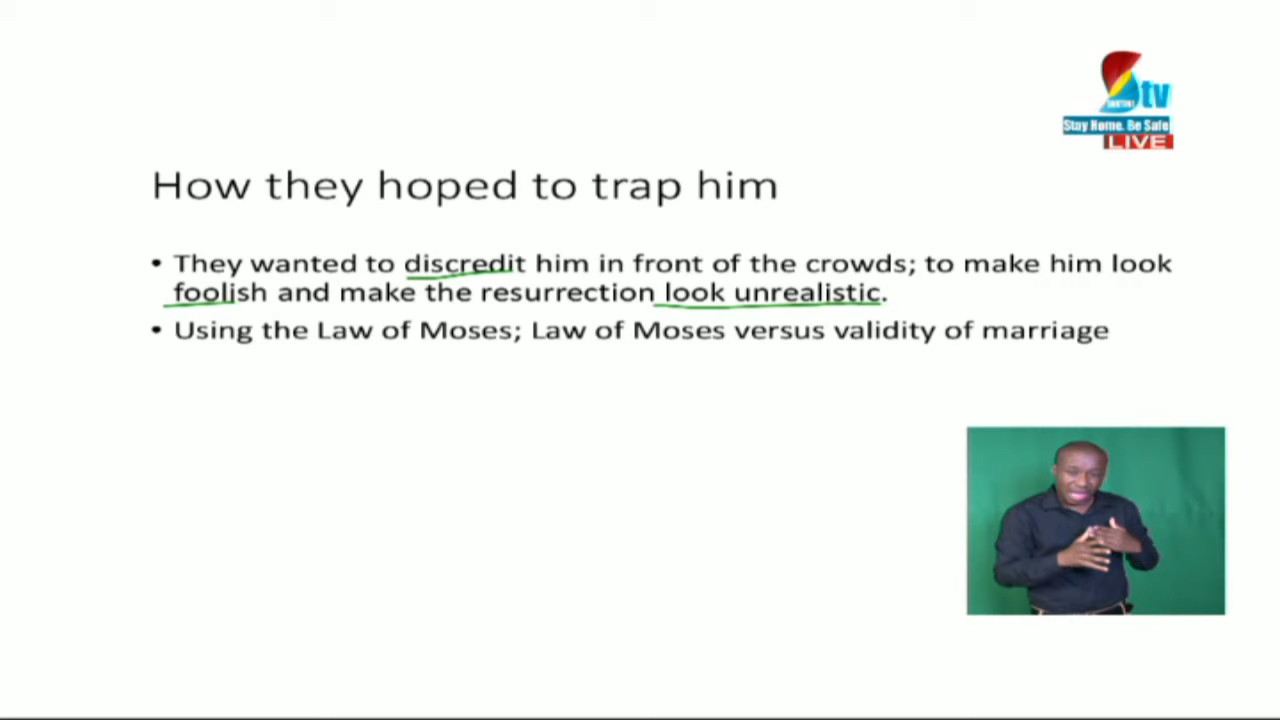 tv
Stay Home. Be Safe
LIVE
How they hoped to trap him
• They wanted to discredit him in front of the crowds; to make him look
foolish and make the resurrection look unrealistic.
• Using the Law of Moses; Law of Moses versus validity of marriage